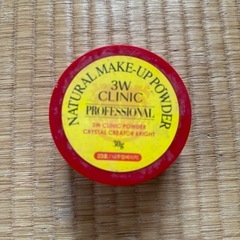 NATURAL MAKE-UP POWDER
3W
CLINIC
PROFESSIONAL
3W CLINIC POWDER
CRYSTAL CREATOR BRIGHT
30g